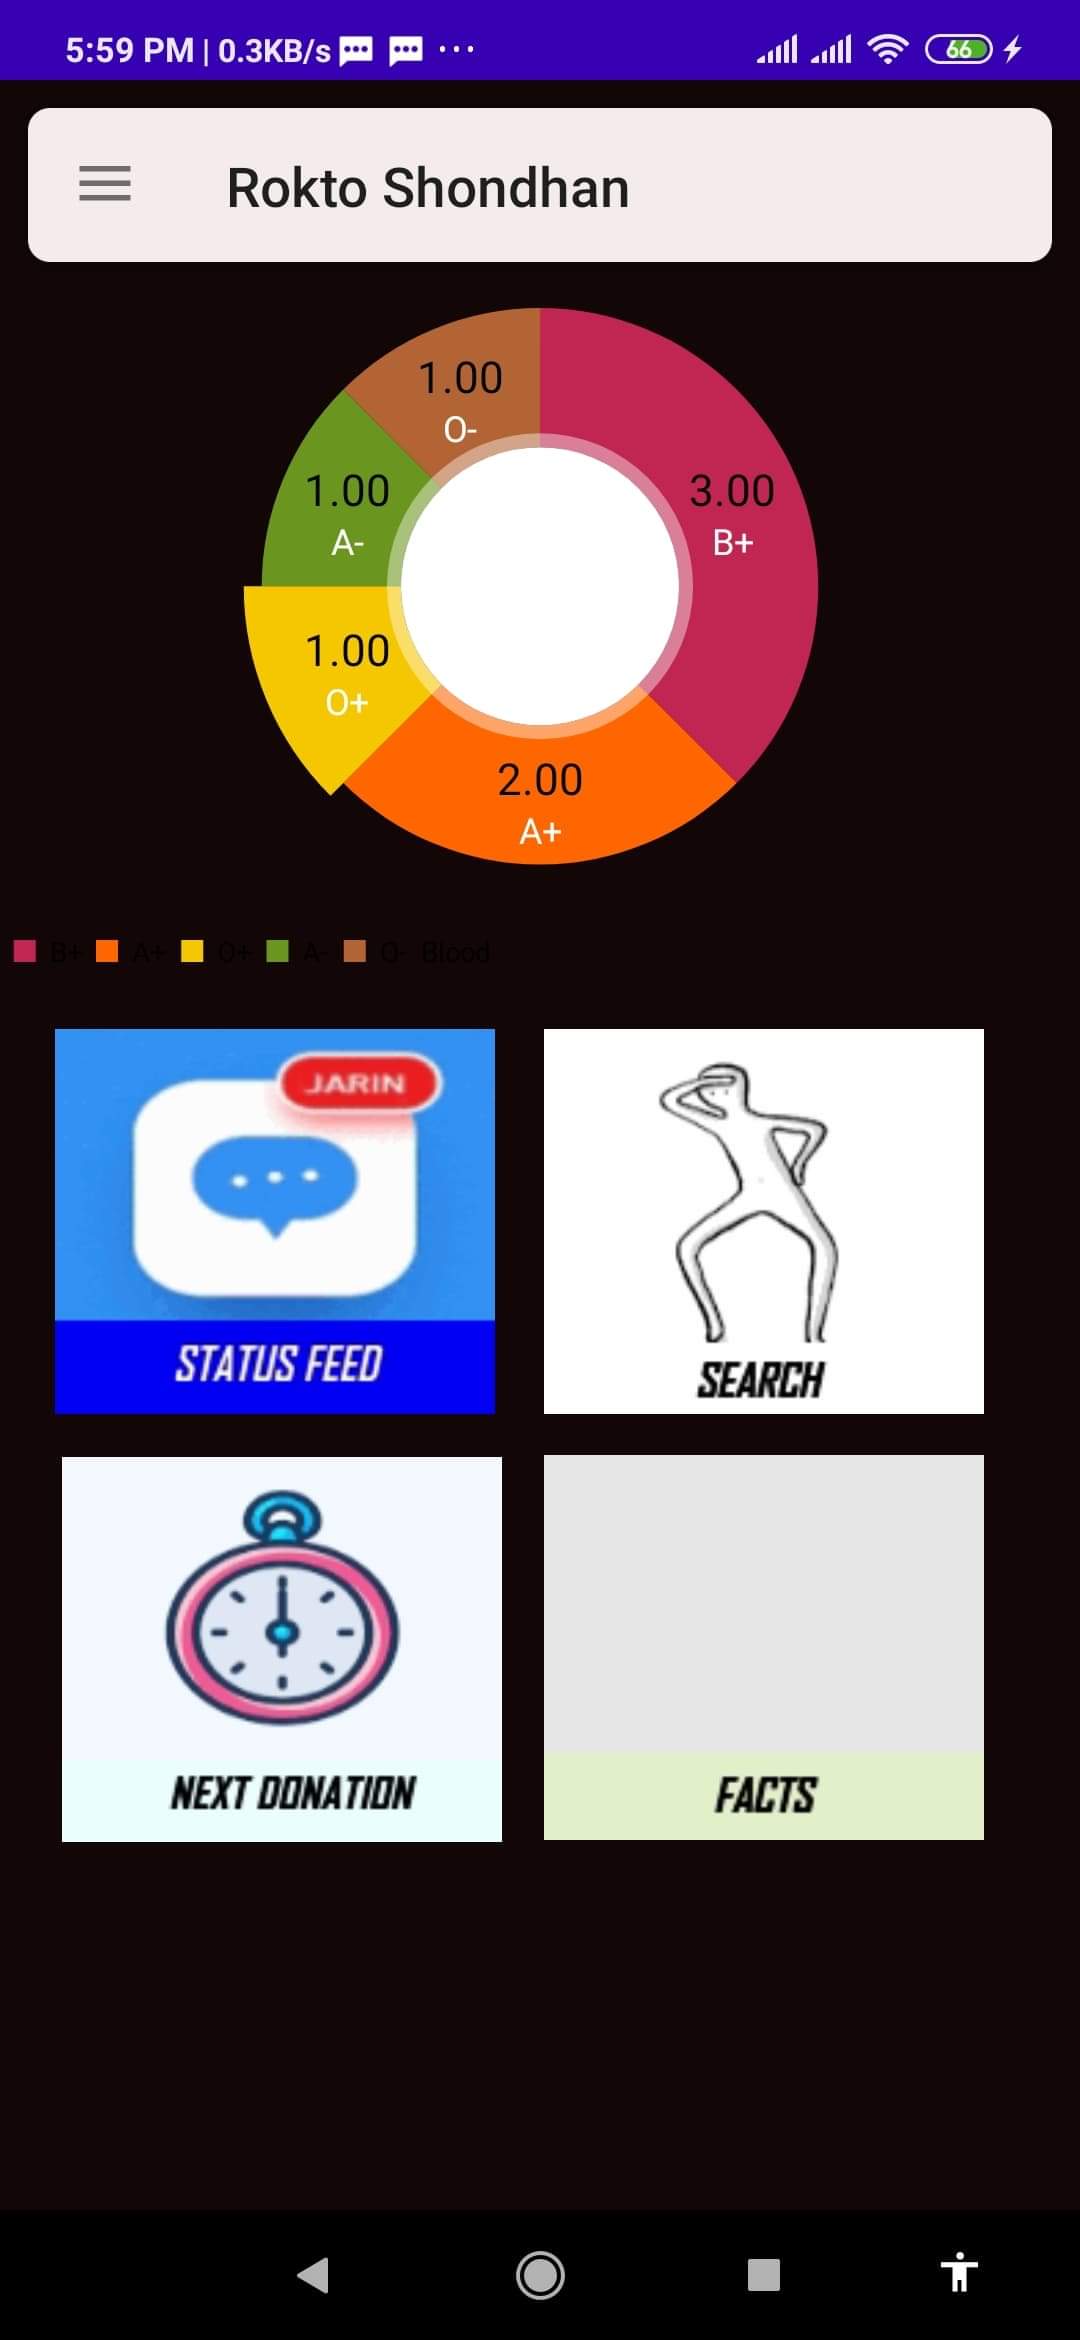 5:59 PM | 0.3KB/s
66
Rokto Shondhan
1.00
O-
1.00
A-
3.00
B+
1.00
O+
2.00
A+
B+ A+ O+ A- O- Blood
JARIN
STATUS FEED
SEARCH
NEXT DONATION
FACTS